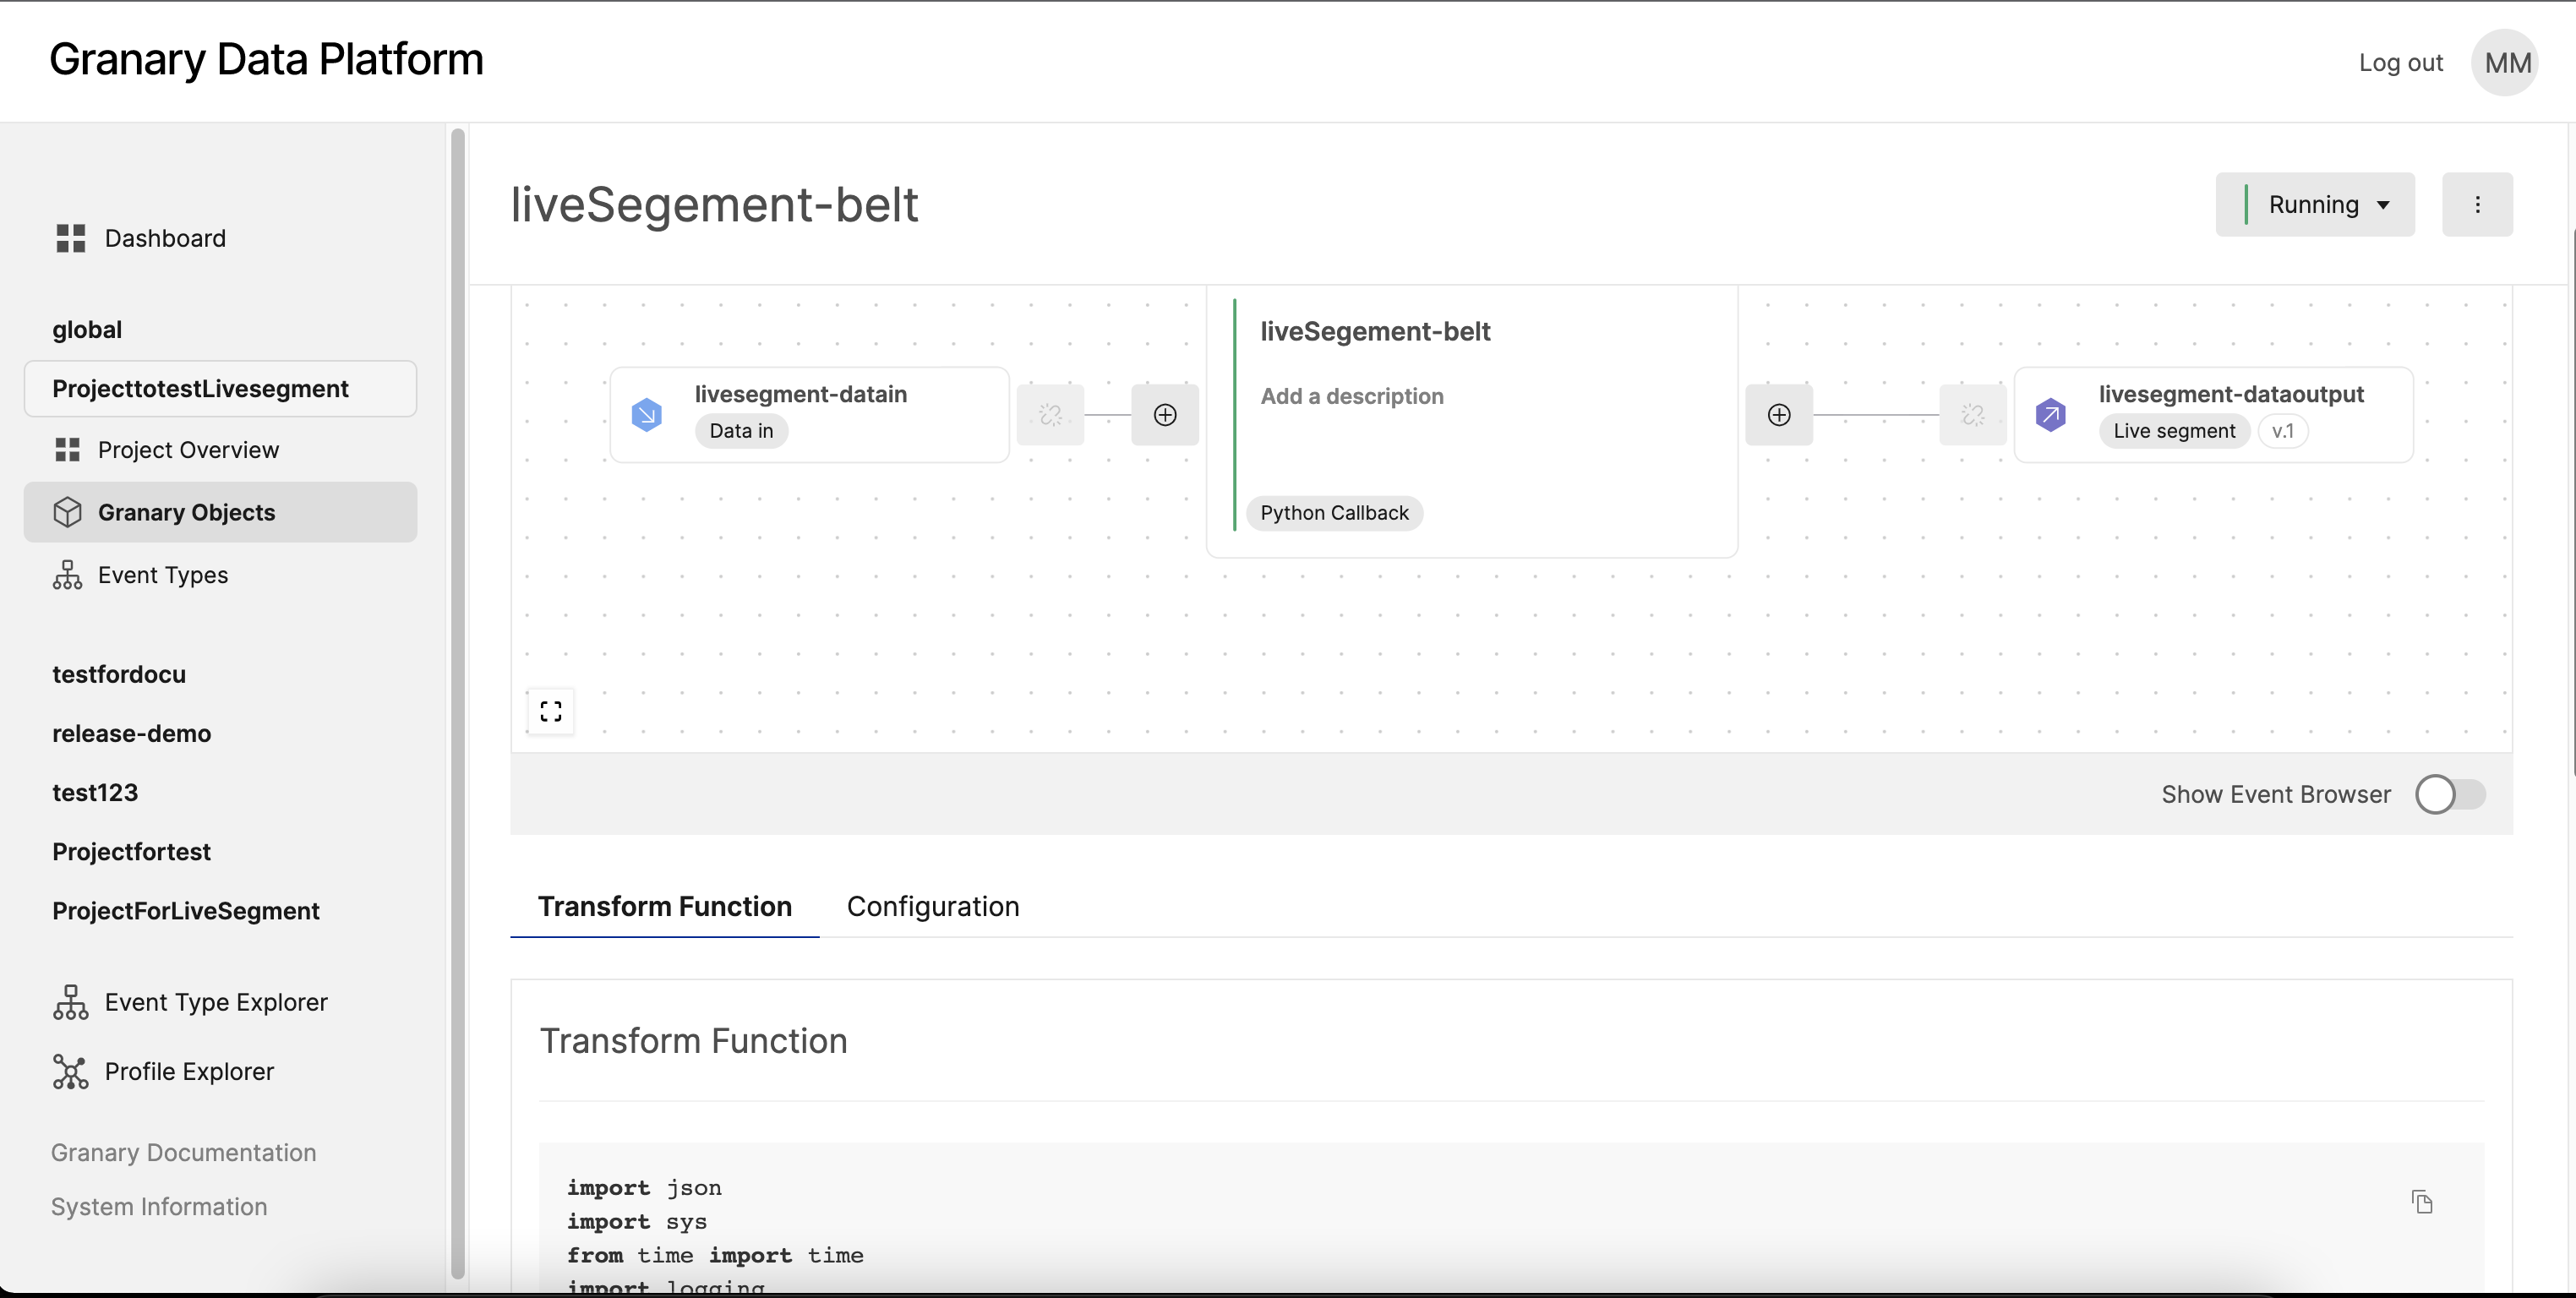 Granary Data Platform
Log out
MM
Dashboard
global
ProjecttotestLivesegment
Project Overview
Granary Objects
Event Types
testfordocu
release-demo
test123
Projectfortest
ProjectForLiveSegment
Event Type Explorer
Profile Explorer
Granary Documentation
System Information
liveSegement-belt
Running
livesegment-datain
Data in
liveSegement-belt
Add a description
Python Callback
livesegment-dataoutput
Live segment v.1
Show Event Browser
Transform Function Configuration
Transform Function
import json
import sys
from time import time
import logging